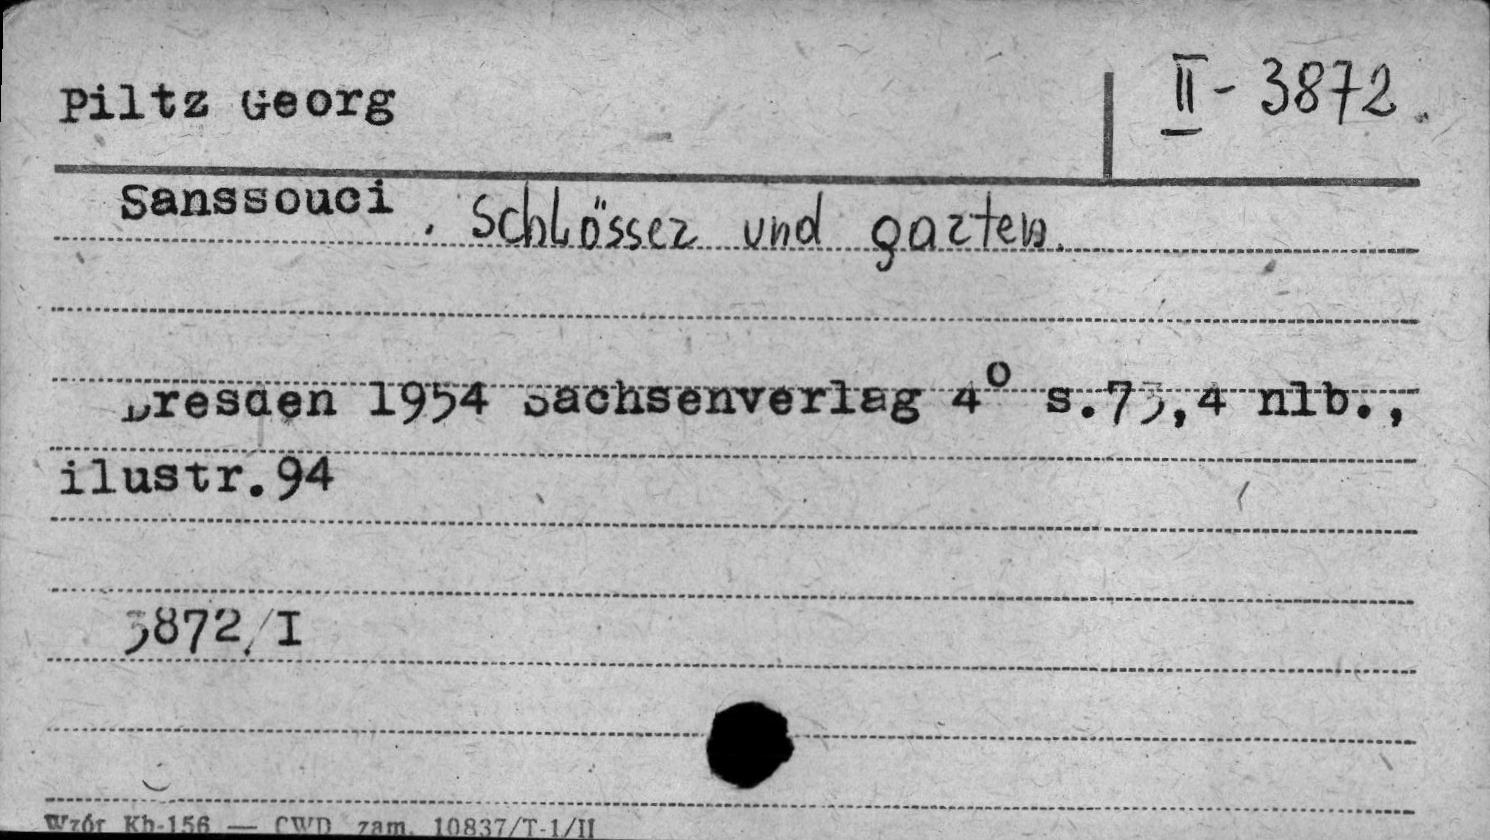 Piltz Georg
II - 3872.
Sanssouci. Schlösser und garten.
Dresden 1954 Sachsenverlag 4° s.73,4 nlb.,
ilustr.94
3872/I
Wzór Kb-156 — CWD zam. 10837/T-1/II